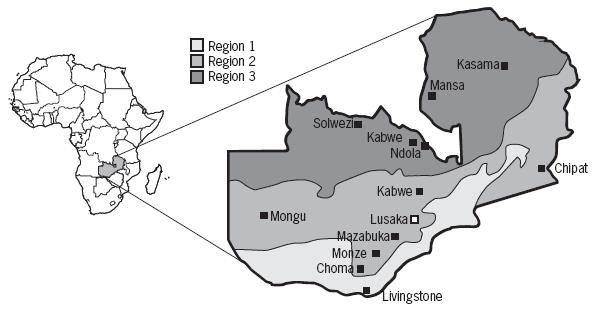 Region 1
Region 2
Region 3
Kasama
Mansa
Solwezi
Kabwe
Ndola
Chipat
Kabwe
Mongu
Lusaka
Mazabuka
Monze
Choma
Livingstone